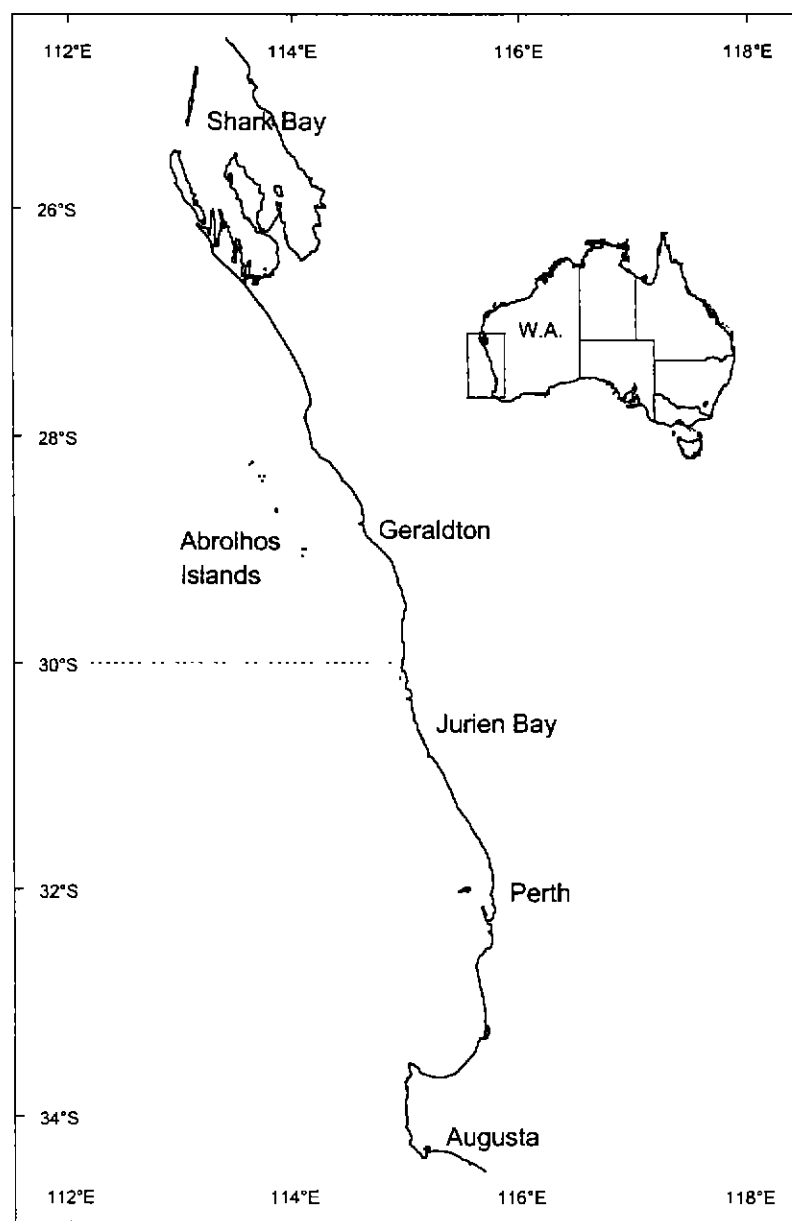 112°E 114°E 116°E 118°E
Shark Bay
26°S
W.A.
28°S
Geraldton
Abrolhos
Islands
30°S
Jurien Bay
32°S
Perth
34°S
Augusta
112°E 114°E 116°E 118°E